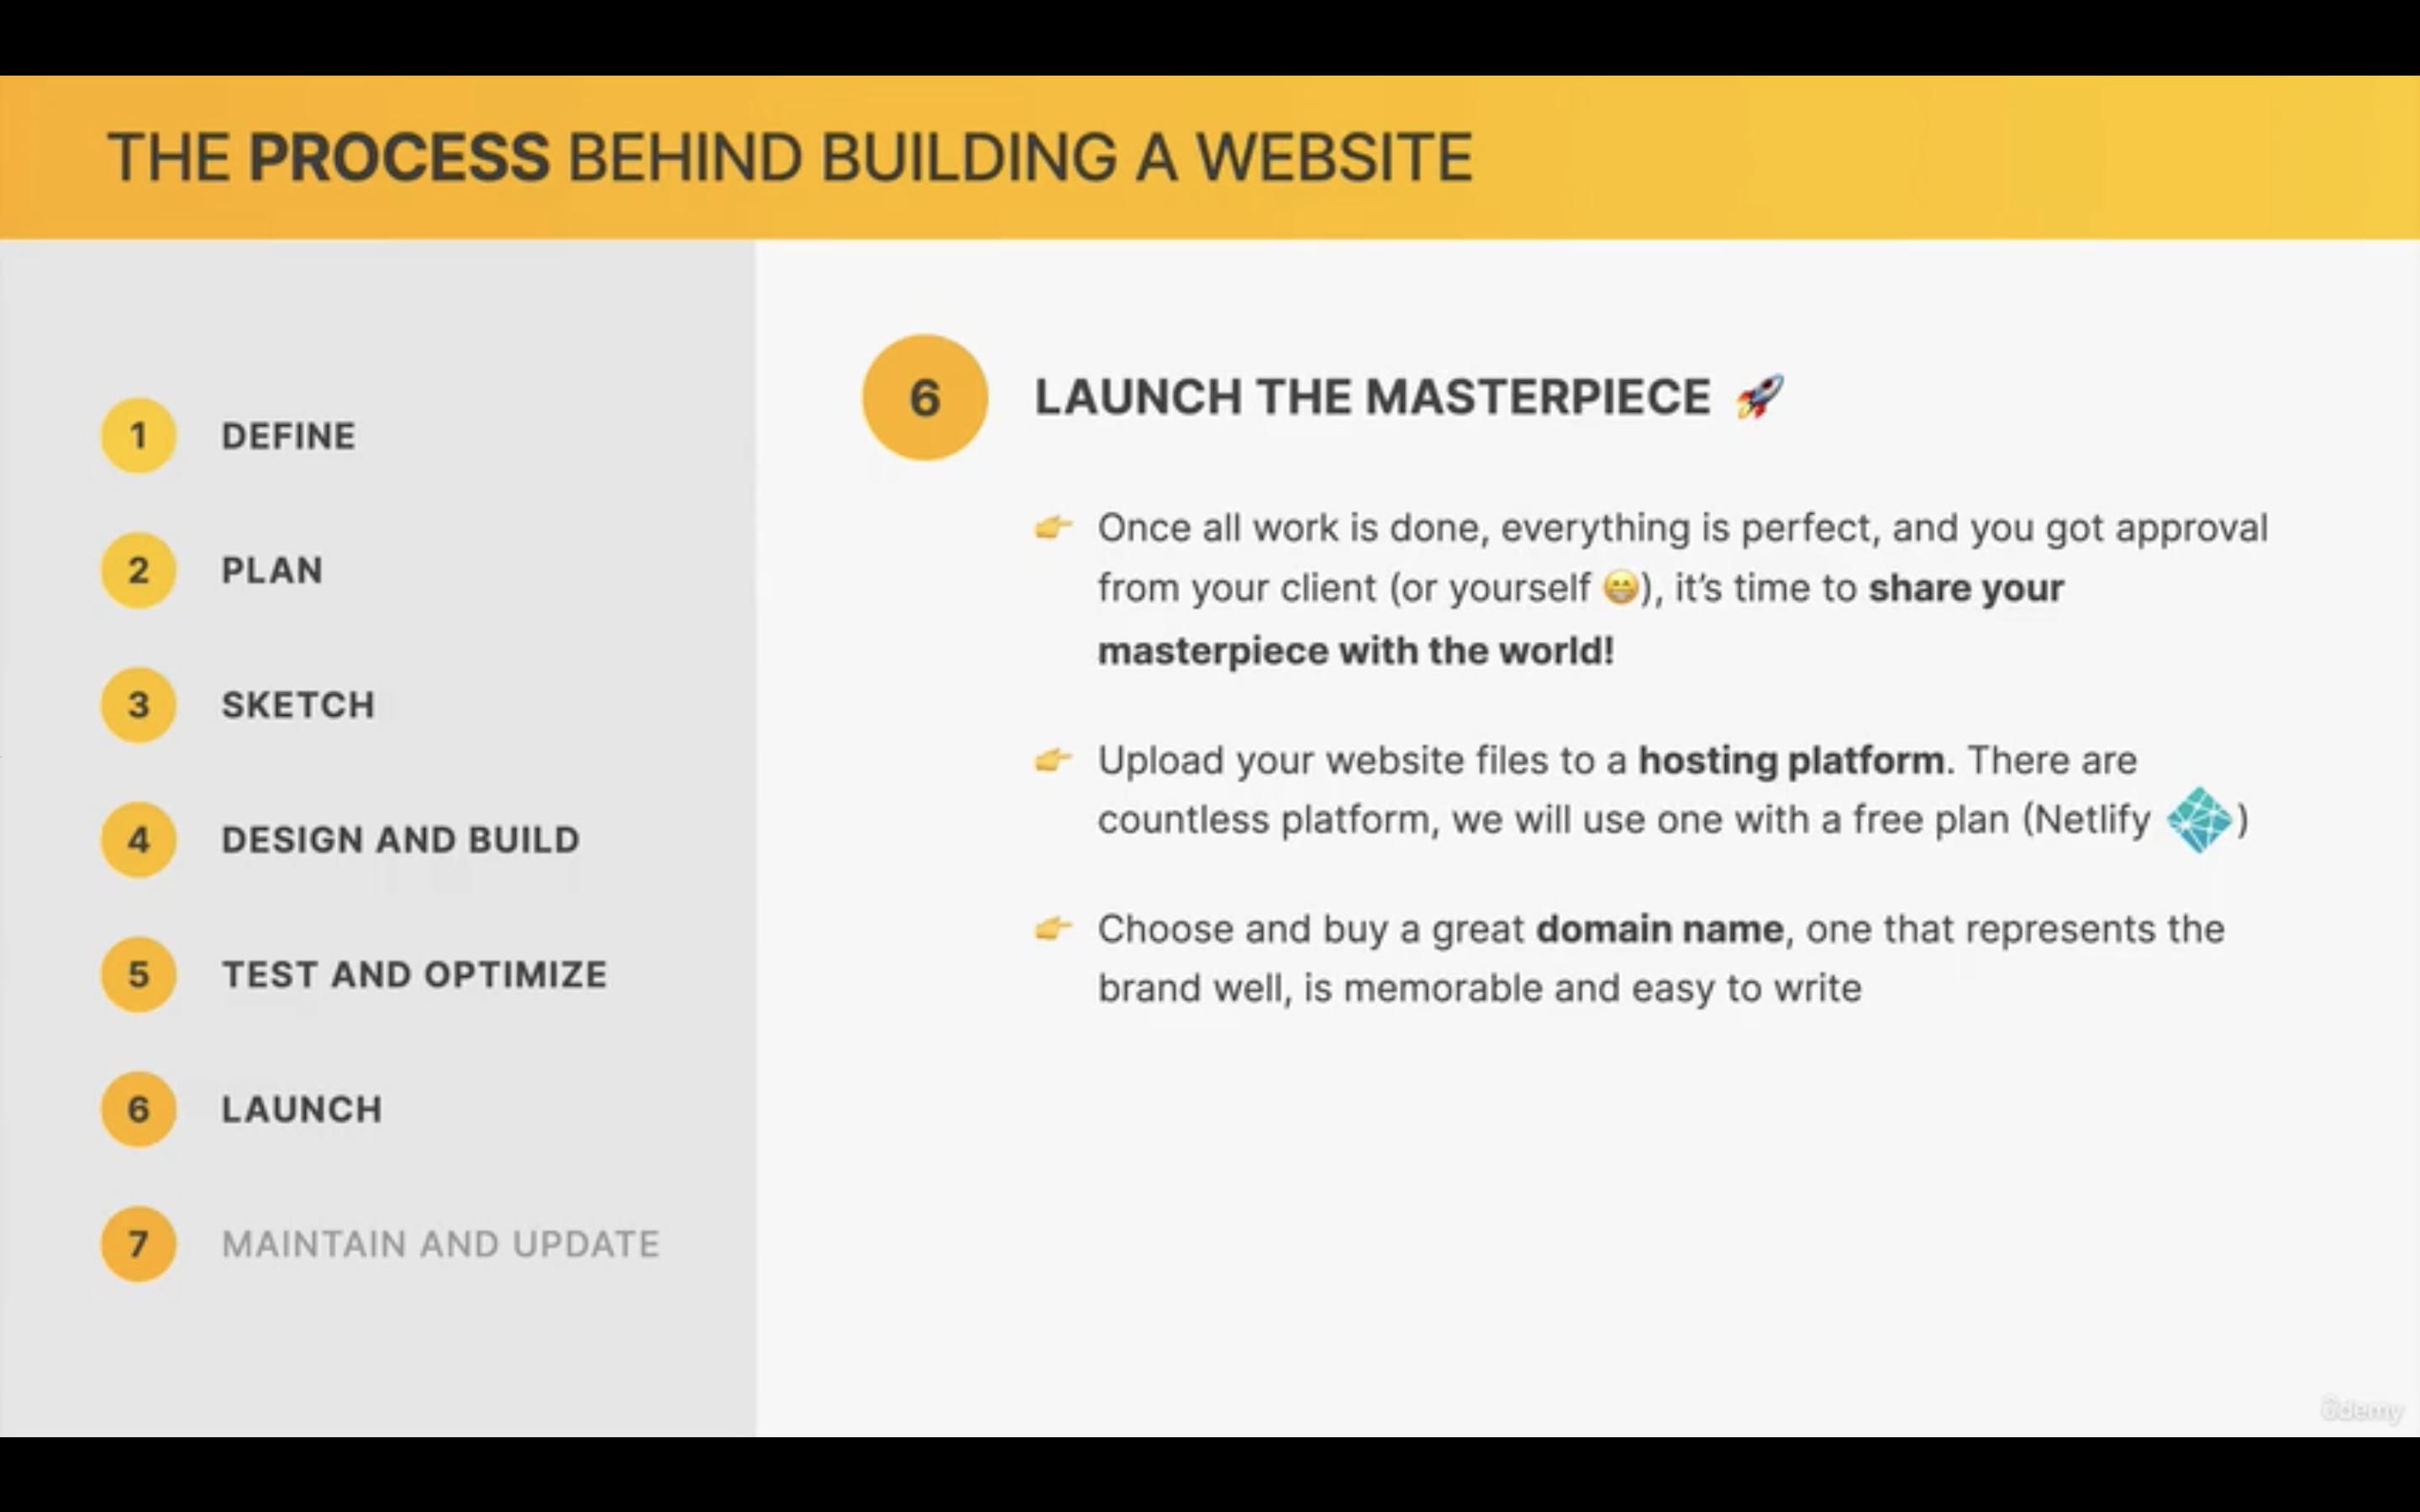 THE PROCESS BEHIND BUILDING A WEBSITE
1 DEFINE
2 PLAN
3 SKETCH
4 DESIGN AND BUILD
5 TEST AND OPTIMIZE
6 LAUNCH
7 MAINTAIN AND UPDATE
6 LAUNCH THE MASTERPIECE 🚀
👉 Once all work is done, everything is perfect, and you got approval
from your client (or yourself 😁), it’s time to share your
masterpiece with the world!
👉 Upload your website files to a hosting platform. There are
countless platform, we will use one with a free plan (Netlify )
👉 Choose and buy a great domain name, one that represents the
brand well, is memorable and easy to write
ûdemy